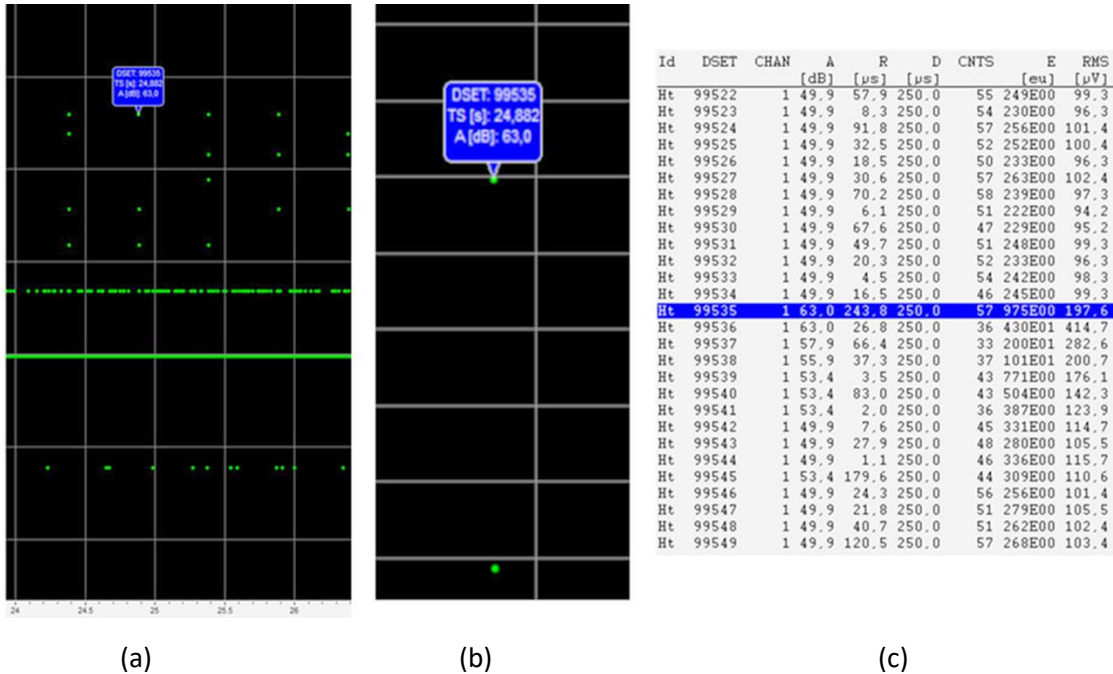 DSET: 99535
TS [s]: 24,882
A [dB]: 63,0
24 24.5 25 25.5 26
DSET: 99535
TS [s]: 24,882
A [dB]: 63,0
Id DSET CHAN A R D CNTS E RMS
[dB] [µs] [µs] [eu] [µV]
Ht 99522 1 49,9 57,9 250,0 55 249E00 99,3
Ht 99523 1 49,9 8,3 250,0 54 230E00 96,3
Ht 99524 1 49,9 91,8 250,0 57 256E00 101,4
Ht 99525 1 49,9 32,5 250,0 52 252E00 100,4
Ht 99526 1 49,9 18,5 250,0 50 233E00 96,3
Ht 99527 1 49,9 30,6 250,0 57 263E00 102,4
Ht 99528 1 49,9 70,2 250,0 58 239E00 97,3
Ht 99529 1 49,9 6,1 250,0 51 222E00 94,2
Ht 99530 1 49,9 67,6 250,0 47 229E00 95,2
Ht 99531 1 49,9 49,7 250,0 51 248E00 99,3
Ht 99532 1 49,9 20,3 250,0 52 233E00 96,3
Ht 99533 1 49,9 4,5 250,0 54 242E00 98,3
Ht 99534 1 49,9 16,5 250,0 46 245E00 99,3
Ht 99535 1 63,0 243,8 250,0 57 975E00 197,6
Ht 99536 1 63,0 26,8 250,0 36 430E01 414,7
Ht 99537 1 57,9 66,4 250,0 33 200E01 282,6
Ht 99538 1 55,9 37,3 250,0 37 101E01 200,7
Ht 99539 1 53,4 3,5 250,0 43 771E00 176,1
Ht 99540 1 53,4 83,0 250,0 43 504E00 142,3
Ht 99541 1 53,4 2,0 250,0 36 387E00 123,9
Ht 99542 1 49,9 7,6 250,0 45 331E00 114,7
Ht 99543 1 49,9 27,9 250,0 48 280E00 105,5
Ht 99544 1 49,9 1,1 250,0 46 336E00 115,7
Ht 99545 1 53,4 179,6 250,0 44 309E00 110,6
Ht 99546 1 49,9 24,3 250,0 56 256E00 101,4
Ht 99547 1 49,9 21,8 250,0 51 279E00 105,5
Ht 99548 1 49,9 40,7 250,0 51 262E00 102,4
Ht 99549 1 49,9 120,5 250,0 57 268E00 103,4
(a) (b) (c)